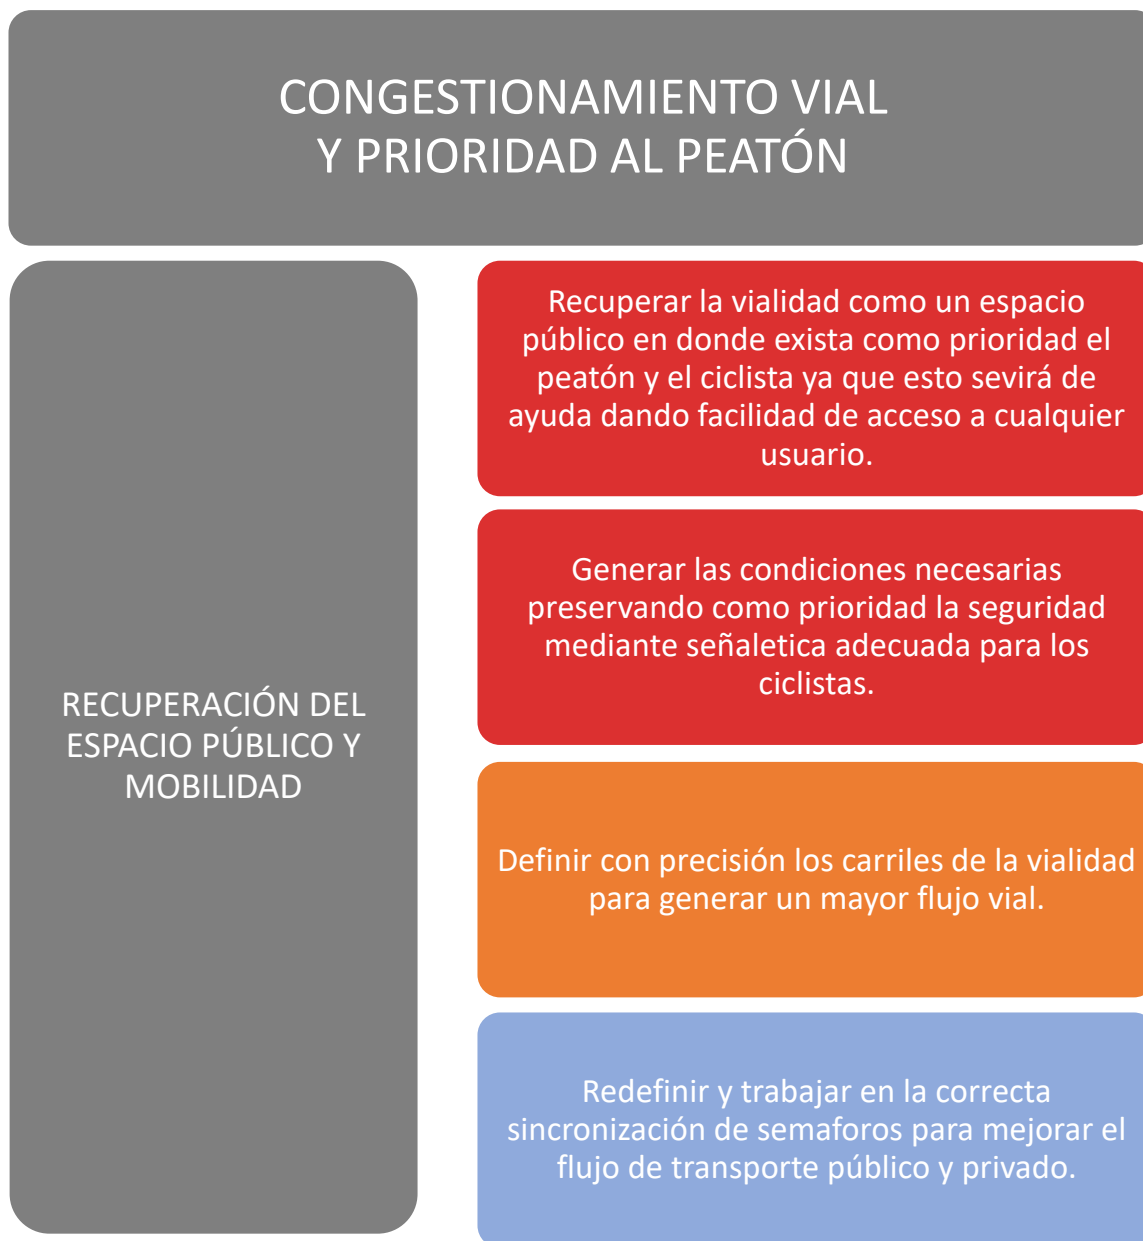 CONGESTIONAMIENTO VIAL
Y PRIORIDAD AL PEATÓN
RECUPERACIÓN DEL
ESPACIO PÚBLICO Y
MOBILIDAD
Recuperar la vialidad como un espacio
público en donde exista como prioridad el
peatón y el ciclista ya que esto sevirá de
ayuda dando facilidad de acceso a cualquier
usuario.
Generar las condiciones necesarias
preservando como prioridad la seguridad
mediante señaletica adecuada para los
ciclistas.
Definir con precisión los carriles de la vialidad
para generar un mayor flujo vial.
Redefinir y trabajar en la correcta
sincronización de semaforos para mejorar el
flujo de transporte público y privado.